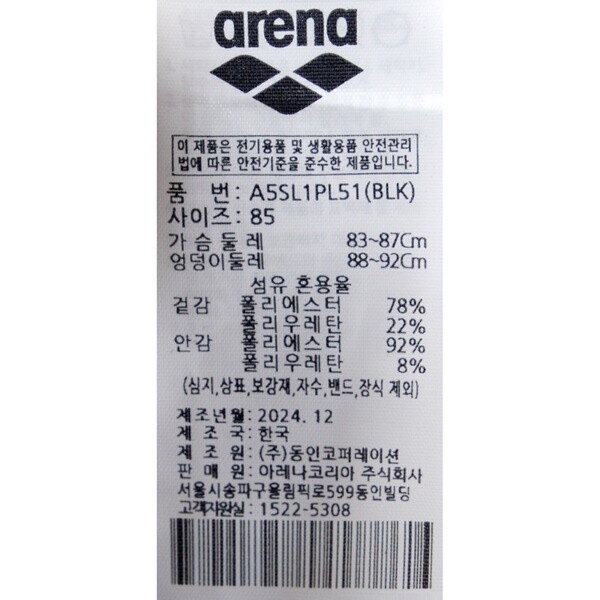 arena
이 제품은 전기용품 및 생활용품 안전관리
법에 따른 안전기준을 준수한 제품입니다.
품 번: A5SL1PL51(BLK)
사이즈: 85
가슴둘레 83~87Cm
엉덩이둘레 88~92Cm
섬유 혼용율
겉감 폴리에스터 78%
폴리우레탄 22%
안감 폴리에스터 92%
폴리우레탄 8%
(심지,상표,보강재,자수,밴드,장식 제외)
제조년월: 2024. 12
제 조 국: 한국
제 조 원: (주)동인코퍼레이션
판 매 원: 아레나코리아 주식회사
서울시송파구올림픽로599동인빌딩
고객지원실: 1522-5308